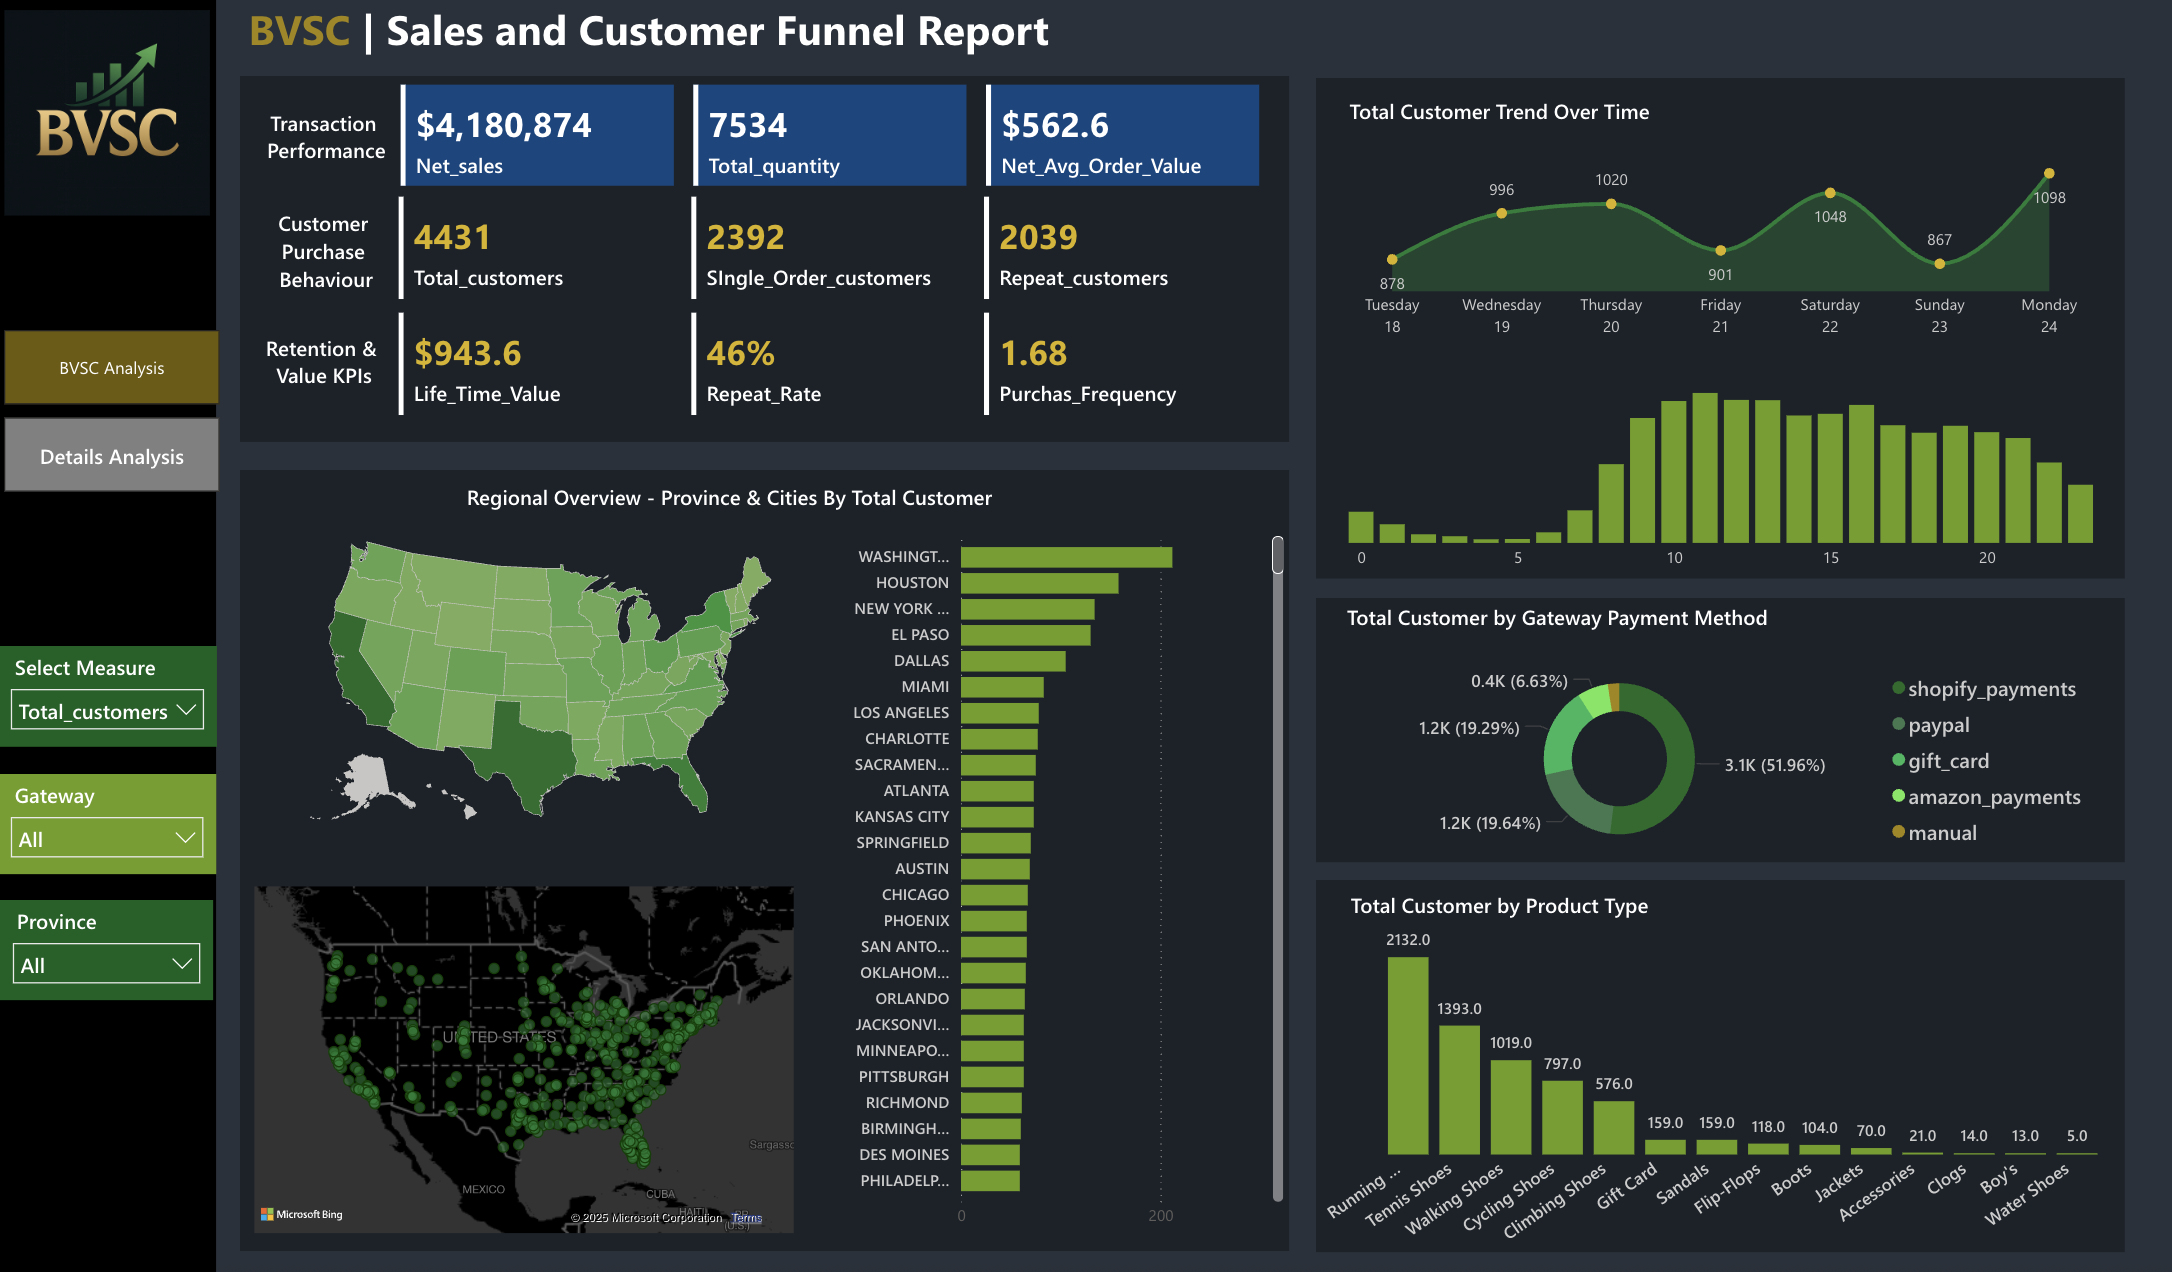 BVSC | Sales and Customer Funnel Report
BVSC
BVSC Analysis
Details Analysis
Select Measure
Total_customers
Gateway
All
Province
All
Transaction
Performance
$4,180,874
Net_sales
7534
Total_quantity
$562.6
Net_Avg_Order_Value
Customer
Purchase
Behaviour
4431
Total_customers
2392
SIngle_Order_customers
2039
Repeat_customers
Retention &
Value KPIs
$943.6
Life_Time_Value
46%
Repeat_Rate
1.68
Purchas_Frequency
Regional Overview - Province & Cities By Total Customer
WASHINGT...
HOUSTON
NEW YORK ...
EL PASO
DALLAS
MIAMI
LOS ANGELES
CHARLOTTE
SACRAMEN...
ATLANTA
KANSAS CITY
SPRINGFIELD
AUSTIN
CHICAGO
PHOENIX
SAN ANTO...
OKLAHOM...
ORLANDO
JACKSONVI...
MINNEAPO...
PITTSBURGH
RICHMOND
BIRMINGH...
DES MOINES
PHILADELP...
0 200
UNITED STATES
MEXICO
CUBA
HAITI
(U.S.)
Sargasso
Microsoft Bing
© 2025 Microsoft Corporation Terms
Total Customer Trend Over Time
878 996 1020 901 1048 867 1098
Tuesday Wednesday Thursday Friday Saturday Sunday Monday
18 19 20 21 22 23 24
0 5 10 15 20
Total Customer by Gateway Payment Method
0.4K (6.63%)
1.2K (19.29%)
1.2K (19.64%)
3.1K (51.96%)
shopify_payments
paypal
gift_card
amazon_payments
manual
Total Customer by Product Type
2132.0 1393.0 1019.0 797.0 576.0 159.0 159.0 118.0 104.0 70.0 21.0 14.0 13.0 5.0
Running ...
Tennis Shoes
Walking Shoes
Cycling Shoes
Climbing Shoes
Gift Card
Sandals
Flip-Flops
Boots
Jackets
Accessories
Clogs
Boy's
Water Shoes